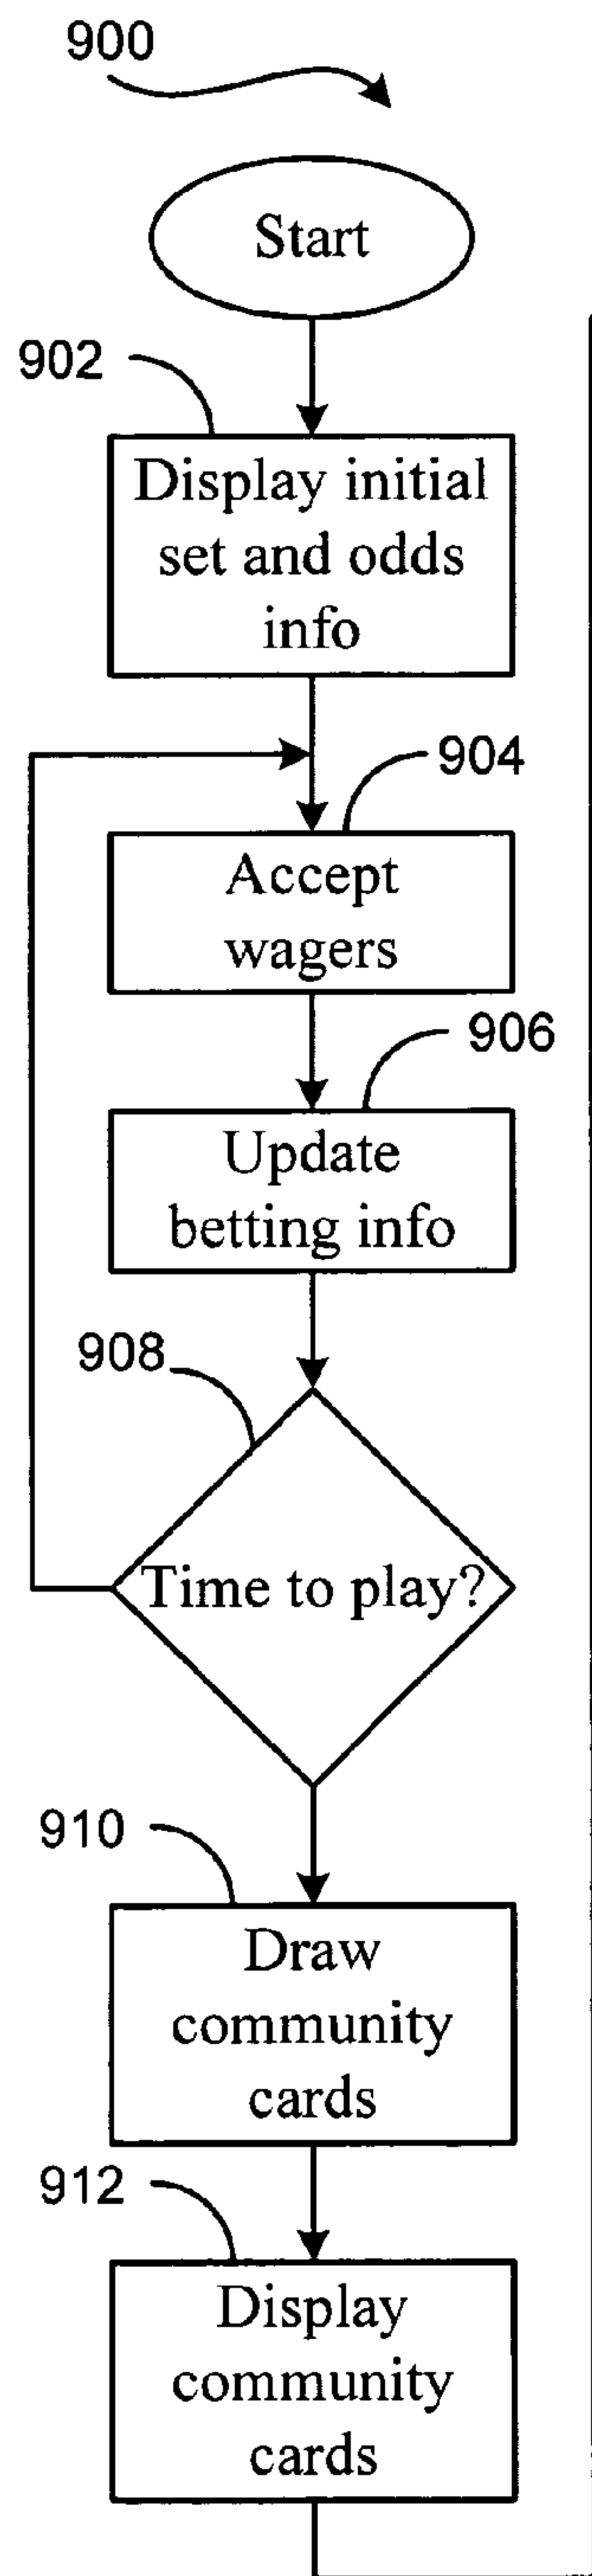 900
Start
902
Display initial
set and odds
info
904
Accept
wagers
906
Update
betting info
908
Time to play?
910
Draw
community
cards
912
Display
community
cards